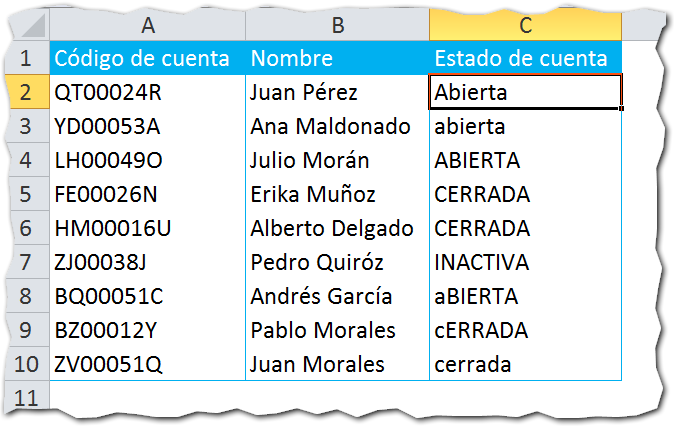 A B C
1 Código de cuenta Nombre Estado de cuenta
2 QT00024R Juan Pérez Abierta
3 YD00053A Ana Maldonado abierta
4 LH00049O Julio Morán ABIERTA
5 FE00026N Erika Muñoz CERRADA
6 HM00016U Alberto Delgado CERRADA
7 ZJ00038J Pedro Quiróz INACTIVA
8 BQ00051C Andrés García aBIERTA
9 BZ00012Y Pablo Morales cERRADA
10 ZV00051Q Juan Morales cerrada
11